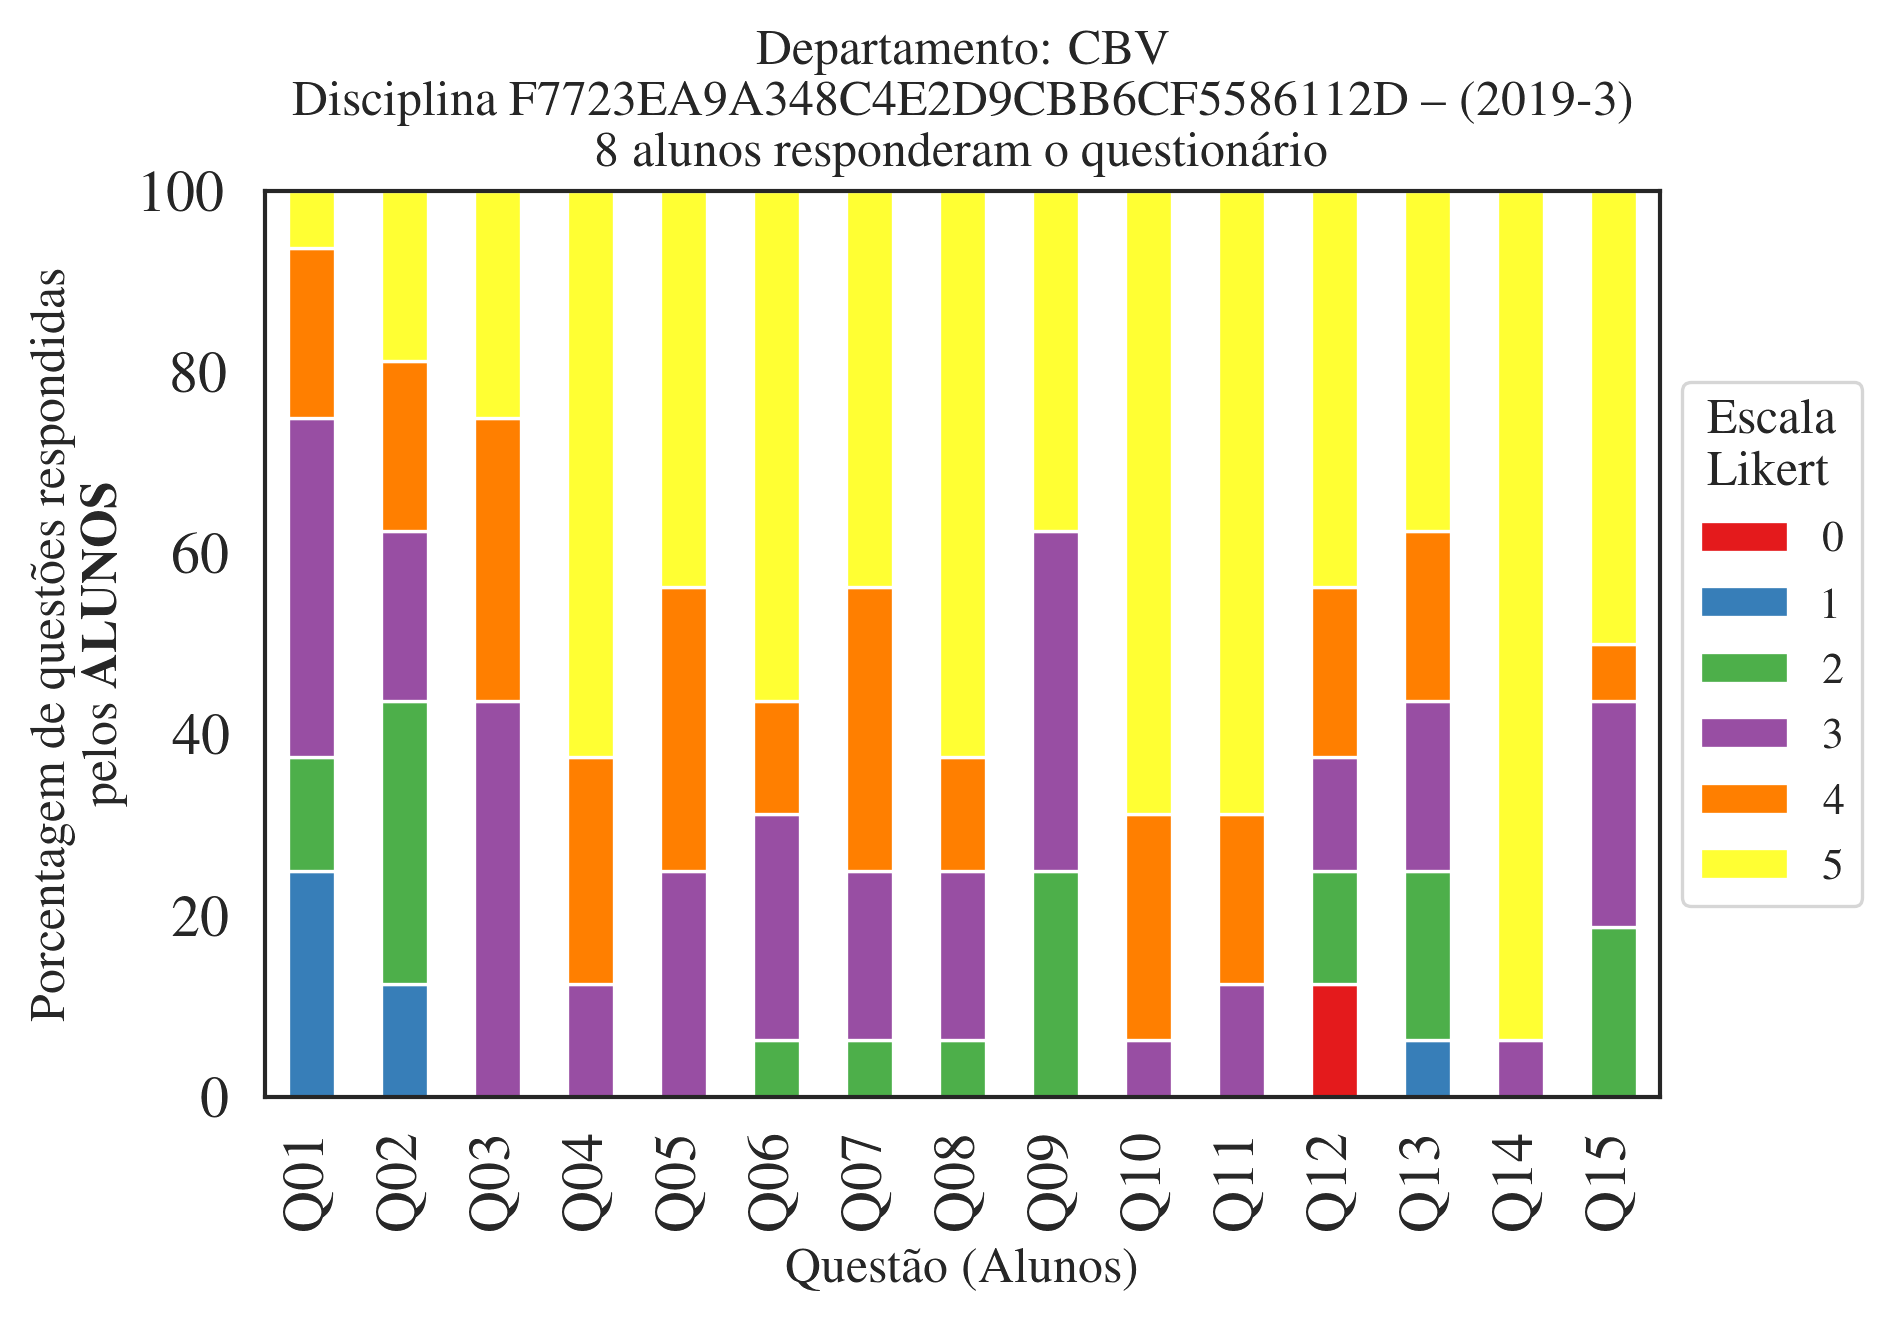 Departamento: CBV
Disciplina F7723EA9A348C4E2D9CBB6CF5586112D – (2019-3)
8 alunos responderam o questionário
Porcentagem de questões respondidas
pelos ALUNOS
100
80
60
40
20
0
Q01
Q02
Q03
Q04
Q05
Q06
Q07
Q08
Q09
Q10
Q11
Q12
Q13
Q14
Q15
Questão (Alunos)
Escala
Likert
0
1
2
3
4
5